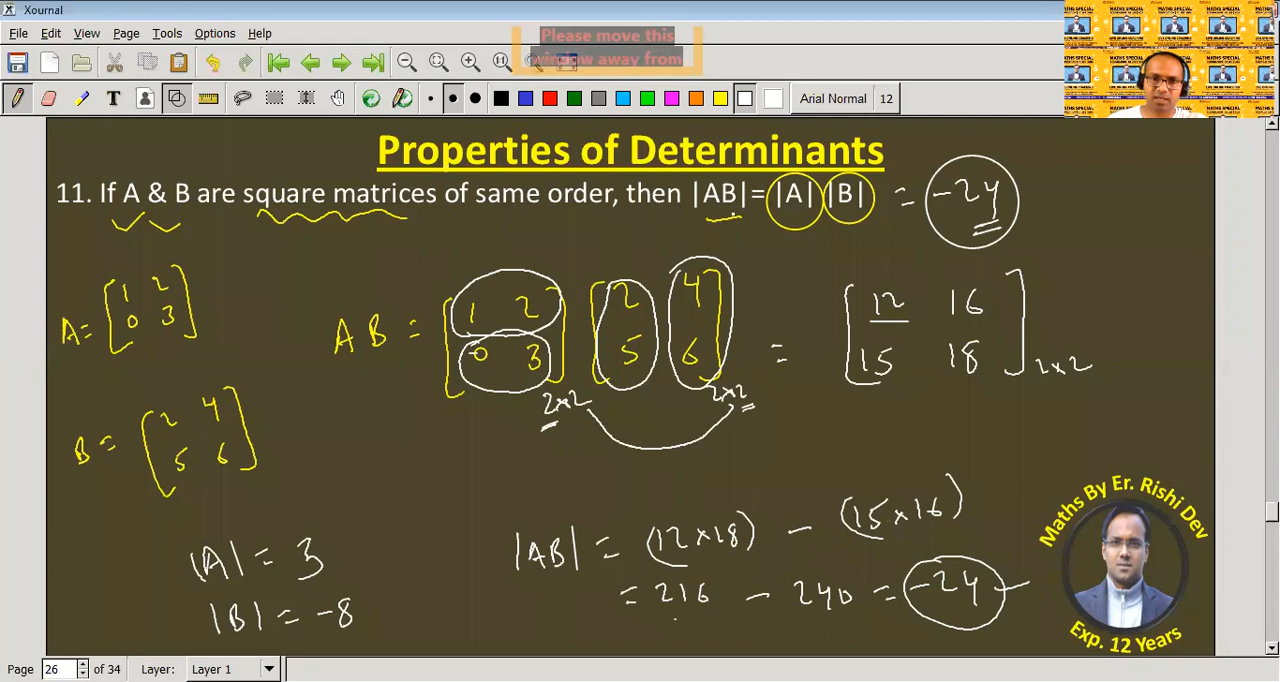 Xournal
File Edit View Page Tools Options Help
Please move this
window away from
Arial Normal 12
Properties of Determinants
11. If A & B are square matrices of same order, then |AB|= |A| |B| = -24
A= [1 2
0 3]
B= [2 4
5 6]
AB = [1 2
0 3] 2×2 [2 4
5 6] 2×2 = [12 16
15 18] 2×2
|A| = 3
|B| = -8
|AB| = (12×18) - (15×16)
= 216 - 240 = -24
Maths By Er. Rishi Dev
Exp. 12 Years
Page 26 of 34 Layer: Layer 1